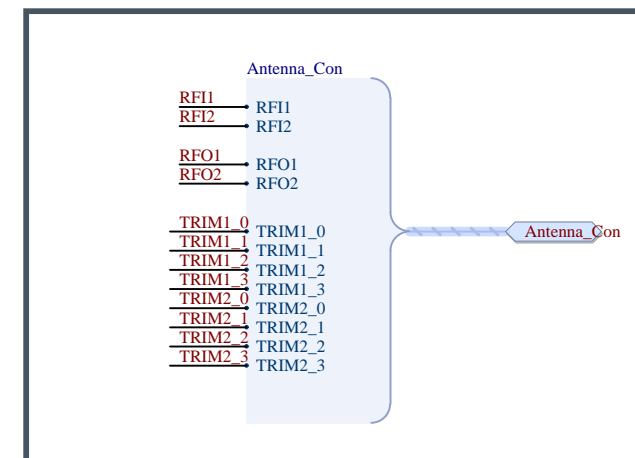 Antenna_Con
RFI1 RFI1
RFI2 RFI2
RFO1 RFO1
RFO2 RFO2
TRIM1_0 TRIM1_0
TRIM1_1 TRIM1_1
TRIM1_2 TRIM1_2
TRIM1_3 TRIM1_3
TRIM2_0 TRIM2_0
TRIM2_1 TRIM2_1
TRIM2_2 TRIM2_2
TRIM2_3 TRIM2_3
Antenna_Con